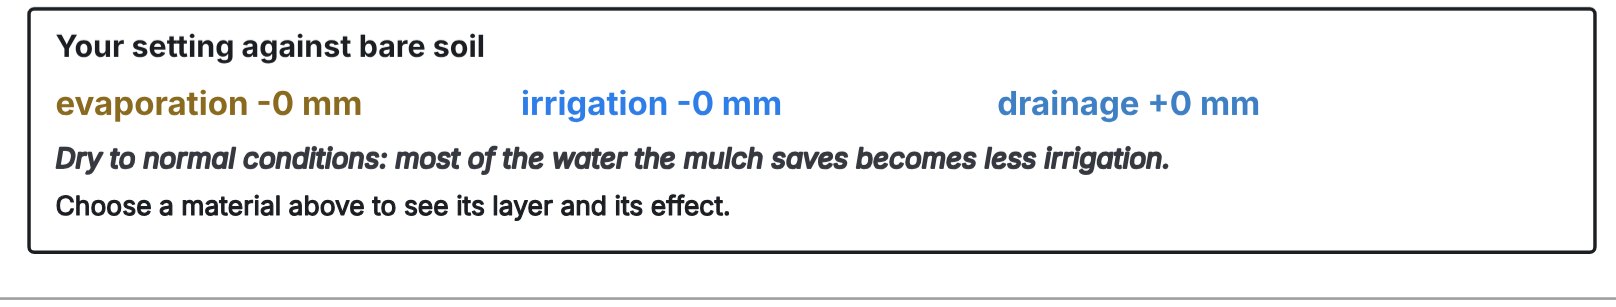 Your setting against bare soil
evaporation -0 mm irrigation -0 mm drainage +0 mm
Dry to normal conditions: most of the water the mulch saves becomes less irrigation.
Choose a material above to see its layer and its effect.